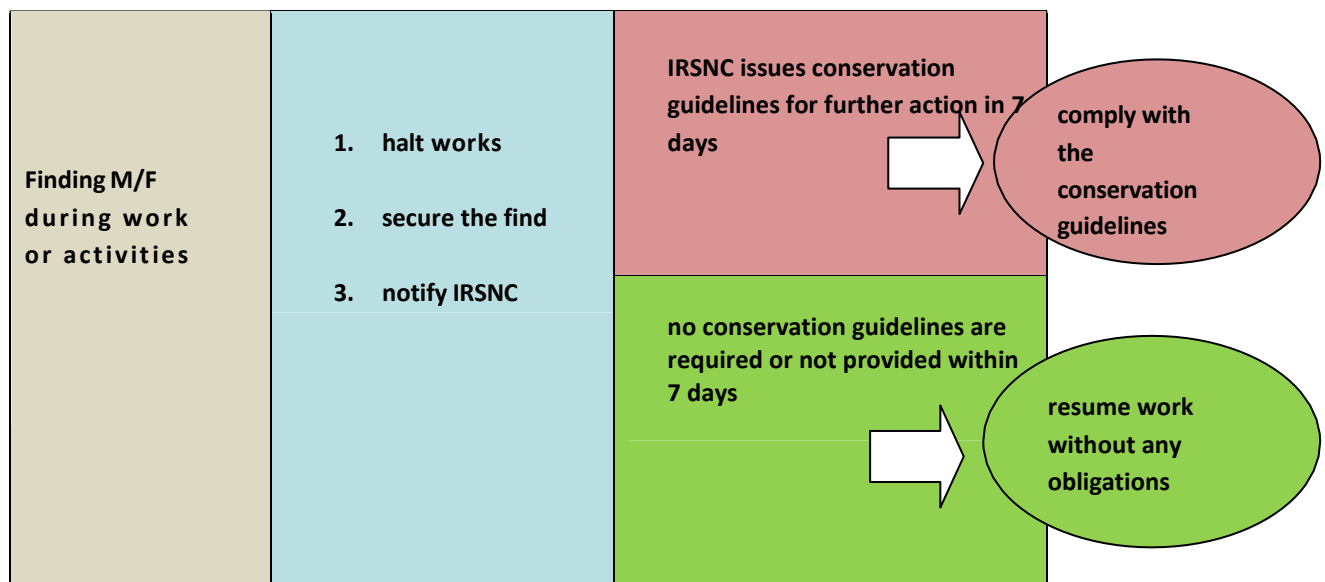 Finding M/F
during work
or activities
1. halt works
2. secure the find
3. notify IRSNC
IRSNC issues conservation
guidelines for further action in 7
days
comply with
the
conservation
guidelines
no conservation guidelines are
required or not provided within
7 days
resume work
without any
obligations